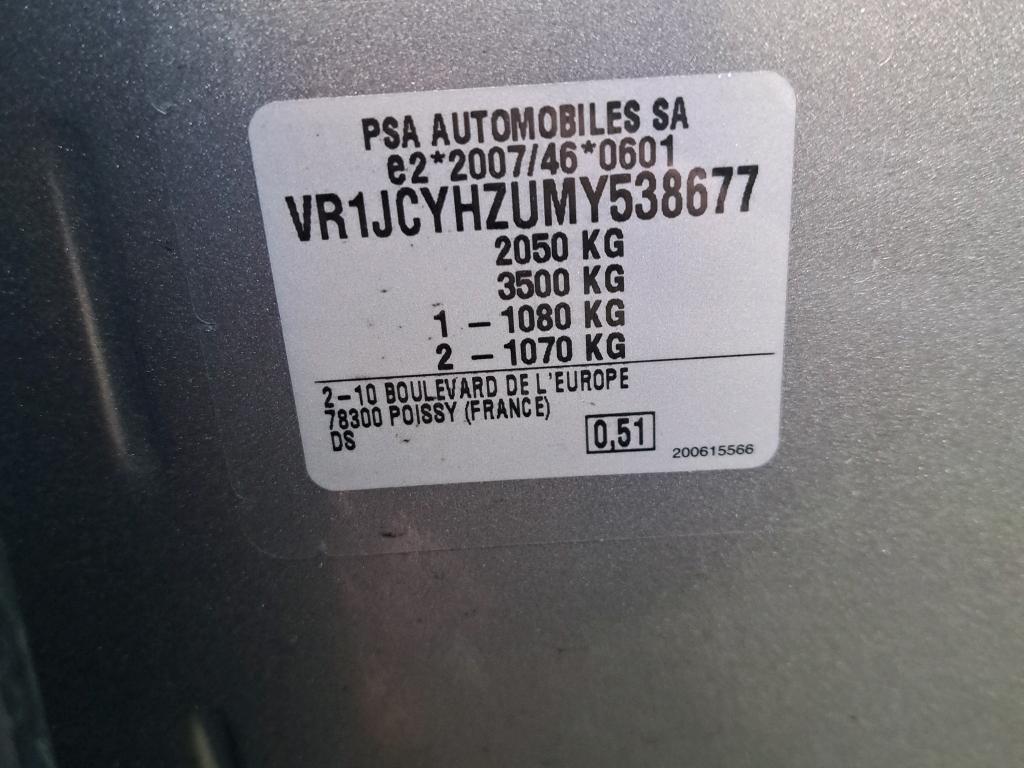 PSA AUTOMOBILES SA
e2*2007/46*0601
VR1JCYHZUMY538677
2050 KG
3500 KG
1 – 1080 KG
2 – 1070 KG
2–10 BOULEVARD DE L'EUROPE
78300 POISSY (FRANCE)
DS
0,51
200615566